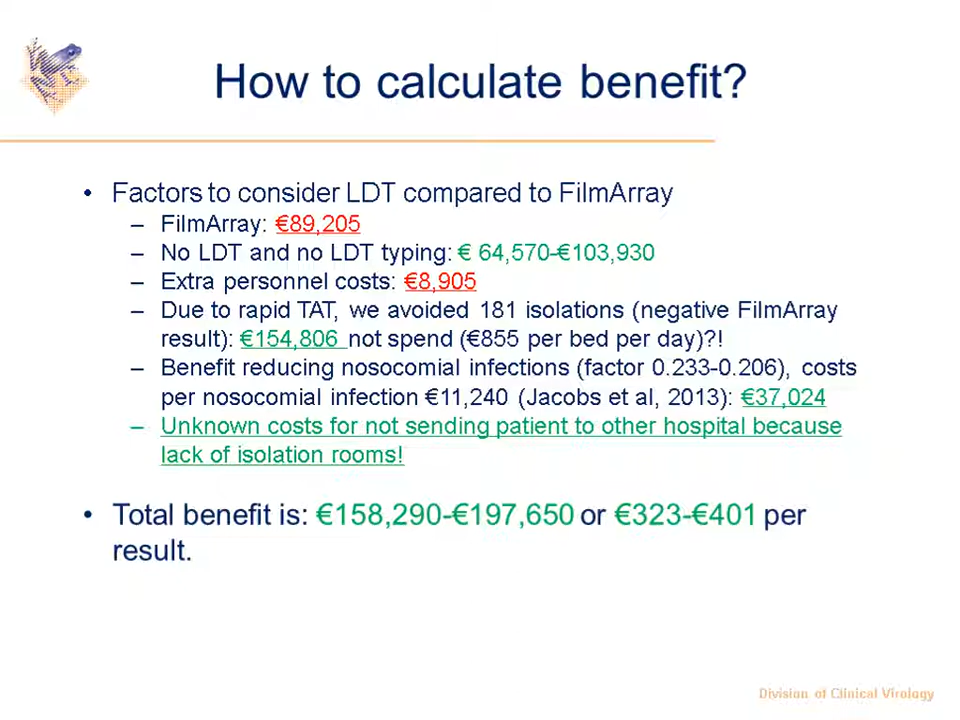 How to calculate benefit?
• Factors to consider LDT compared to FilmArray
– FilmArray: €89,205
– No LDT and no LDT typing: € 64,570-€103,930
– Extra personnel costs: €8,905
– Due to rapid TAT, we avoided 181 isolations (negative FilmArray
result): €154,806 not spend (€855 per bed per day)?!
– Benefit reducing nosocomial infections (factor 0.233-0.206), costs
per nosocomial infection €11,240 (Jacobs et al, 2013): €37,024
– Unknown costs for not sending patient to other hospital because
lack of isolation rooms!
• Total benefit is: €158,290-€197,650 or €323-€401 per
result.
Division of Clinical Virology